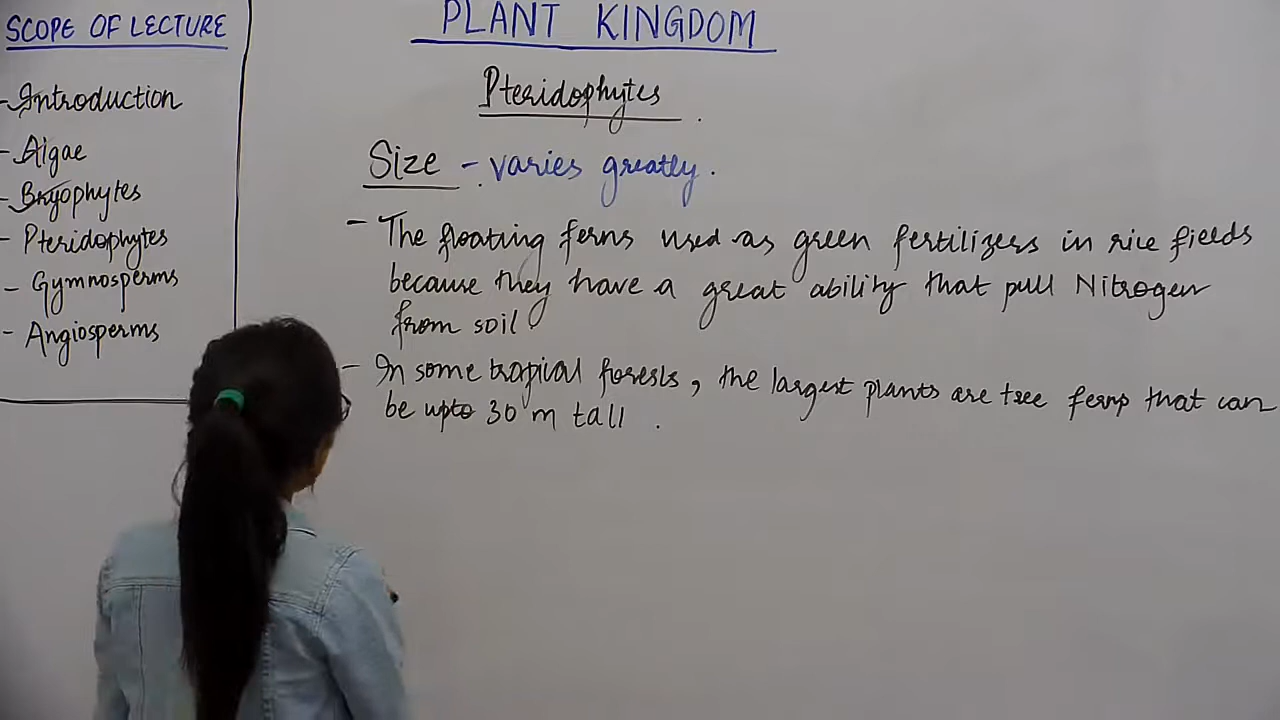 SCOPE OF LECTURE
- Introduction
- Algae
- Bryophytes
- Pteridophytes
- Gymnosperms
- Angiosperms
PLANT KINGDOM
Pteridophytes
Size - varies greatly.
- The floating ferns used as green fertilizers in rice fields
because they have a great ability that pull Nitrogen
from soil
- In some tropical forests, the largest plants are tree ferns that can
be upto 30 m tall.